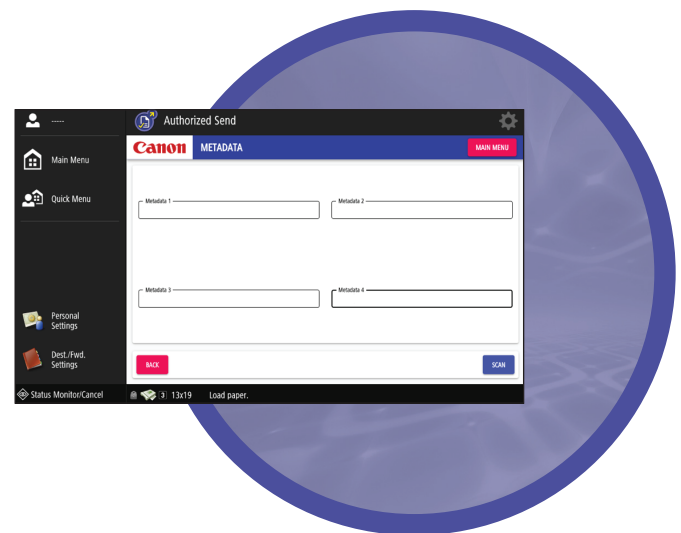 -----
Authorized Send
Canon
METADATA
MAIN MENU
Main Menu
Quick Menu
Metadata 1
Metadata 2
Metadata 3
Metadata 4
Personal
Settings
Dest./Fwd.
Settings
BACK
SCAN
Status Monitor/Cancel
3 13x19 Load paper.